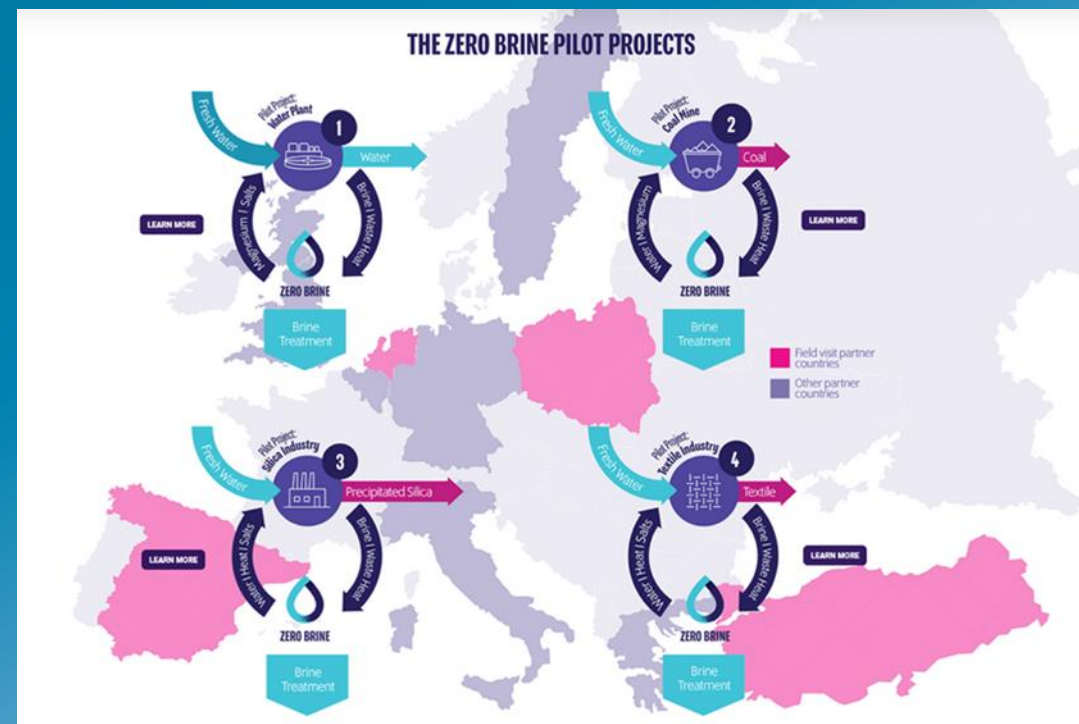 THE ZERO BRINE PILOT PROJECTS
Fresh Water
Pilot Project:
Water Plant
1
Water
Magnesium | Salts
Brine | Waste Heat
LEARN MORE
ZERO BRINE
Brine
Treatment
Fresh Water
Pilot Project:
Coal Mine
2
Coal
Water | Magnesium
Brine | Waste Heat
LEARN MORE
ZERO BRINE
Brine
Treatment
Field visit partner
countries
Other partner
countries
Fresh Water
Pilot Project:
Silica Industry
3
Precipitated Silica
Water | Heat | Salts
Brine | Waste Heat
LEARN MORE
ZERO BRINE
Brine
Treatment
Fresh Water
Pilot Project:
Textile Industry
4
Textile
Water | Heat | Salts
Brine | Waste Heat
LEARN MORE
ZERO BRINE
Brine
Treatment